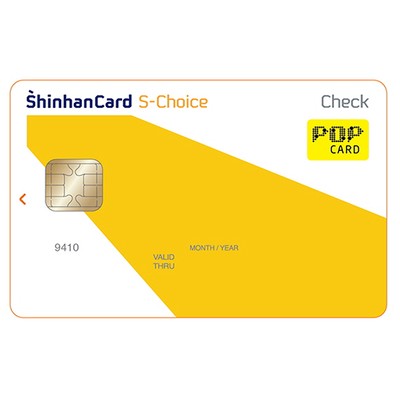 ShinhanCard S-Choice
Check
POP
CARD
9410
MONTH / YEAR
VALID
THRU